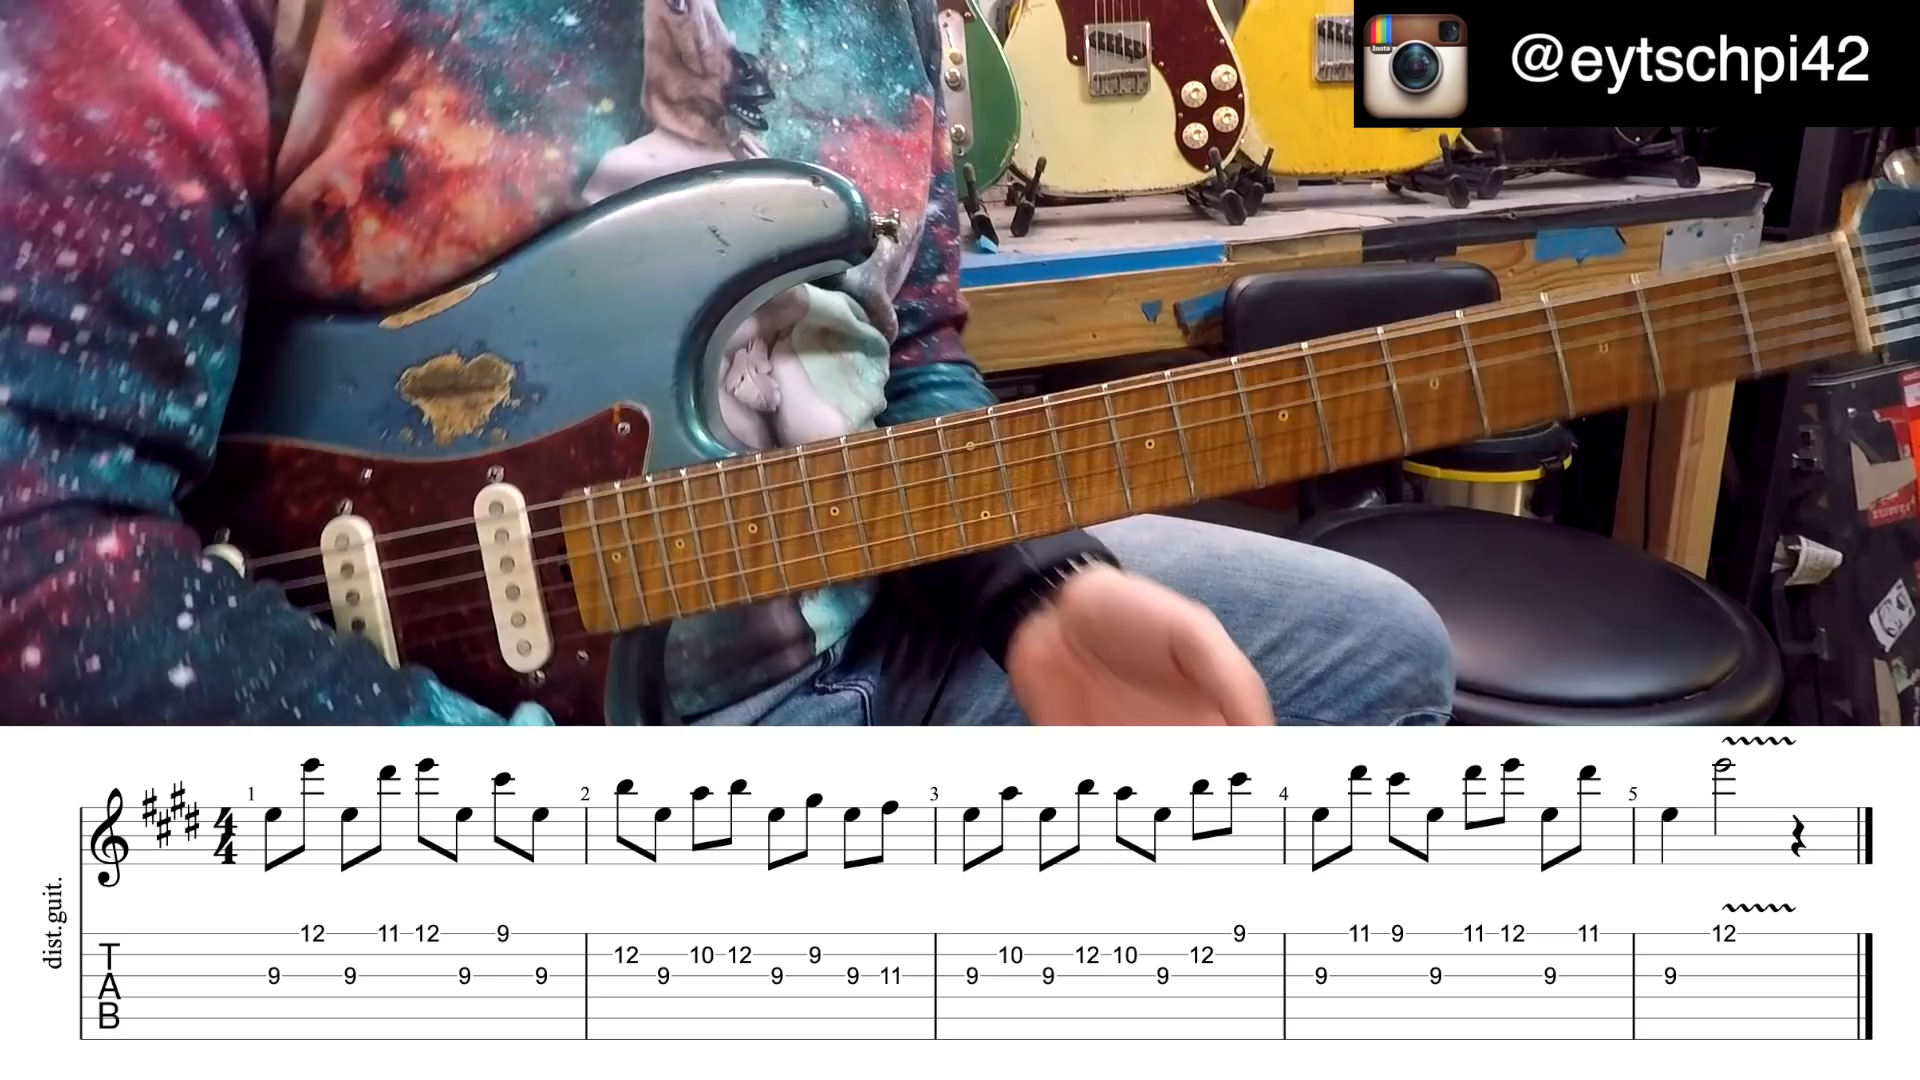 Insta
@eytschpi42
1 2 3 4 5
4
4
dist.guit.
12 11 12 9 9 11 9 11 12 11 12
12 10 12 9 10 12 10 12
9 9 9 9 9 9 9 11 9 9 9 9 9 9 9
T
A
B